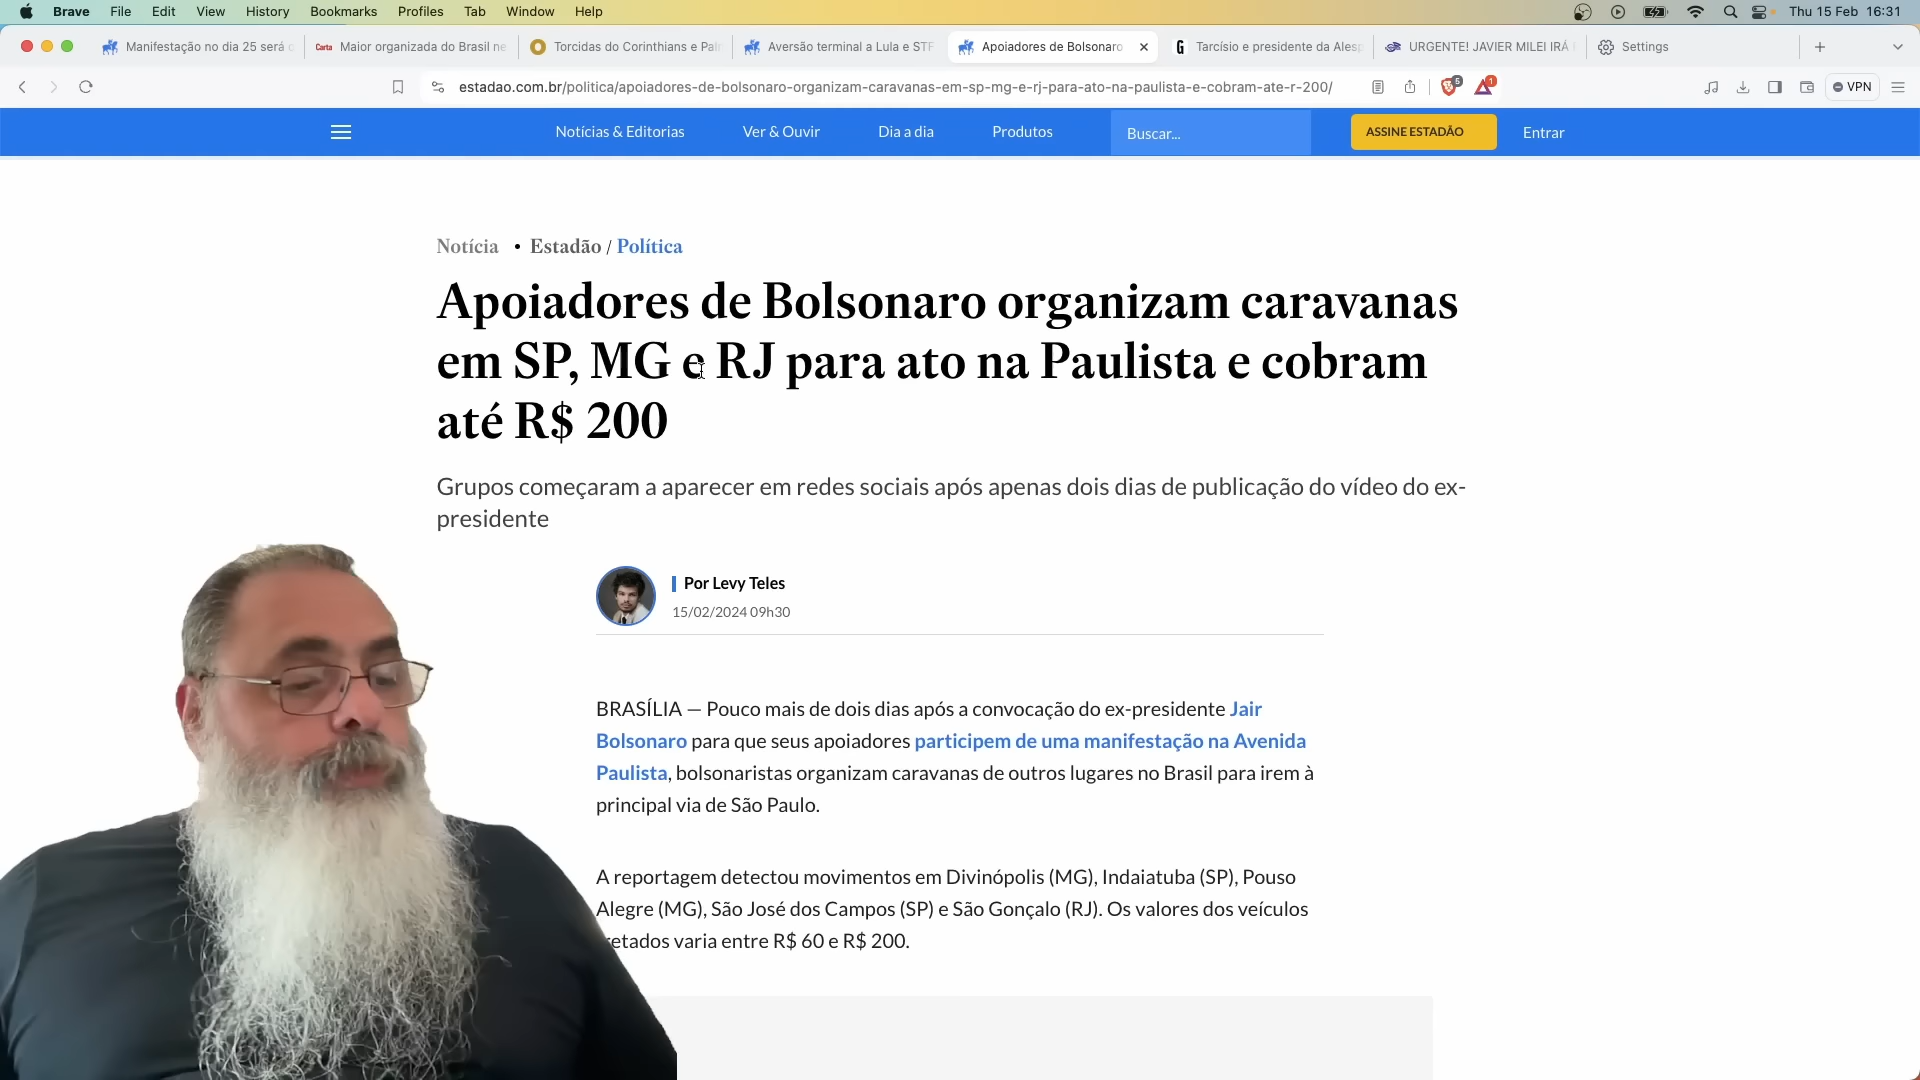 Brave File Edit View History Bookmarks Profiles Tab Window Help Thu 15 Feb 16:31
Manifestação no dia 25 será Carta Maior organizada do Brasil ne Torcidas do Corinthians e Palm Aversão terminal a Lula e STF Apoiadores de Bolsonaro G Tarcísio e presidente da Alesp URGENTE! JAVIER MILEI IRÁ Settings
estadao.com.br/politica/apoiadores-de-bolsonaro-organizam-caravanas-em-sp-mg-e-rj-para-ato-na-paulista-e-cobram-ate-r-200/ 5 1 VPN
Notícias & Editorias Ver & Ouvir Dia a dia Produtos Buscar... ASSINE ESTADÃO Entrar
Notícia • Estadão / Política
Apoiadores de Bolsonaro organizam caravanas
em SP, MG e RJ para ato na Paulista e cobram
até R$ 200
Grupos começaram a aparecer em redes sociais após apenas dois dias de publicação do vídeo do ex-
presidente
Por Levy Teles
15/02/2024 09h30
BRASÍLIA — Pouco mais de dois dias após a convocação do ex-presidente Jair
Bolsonaro para que seus apoiadores participem de uma manifestação na Avenida
Paulista, bolsonaristas organizam caravanas de outros lugares no Brasil para irem à
principal via de São Paulo.
A reportagem detectou movimentos em Divinópolis (MG), Indaiatuba (SP), Pouso
Alegre (MG), São José dos Campos (SP) e São Gonçalo (RJ). Os valores dos veículos
retados varia entre R$ 60 e R$ 200.